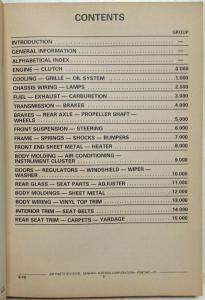 CONTENTS
GROUP
INTRODUCTION —
GENERAL INFORMATION —
ALPHABETICAL INDEX —
ENGINE — CLUTCH 0.000
COOLING — GRILLE — OIL SYSTEM 1.000
CHASSIS WIRING — LAMPS 2.000
FUEL — EXHAUST — CARBURETION 3.000
TRANSMISSION — BRAKES 4.000
BRAKES — REAR AXLE — PROPELLER SHAFT —
WHEELS 5.000
FRONT SUSPENSION — STEERING 6.000
FRAME — SPRINGS — SHOCKS — BUMPERS 7.000
FRONT END SHEET METAL — HEATER 8.000
BODY MOLDING — AIR CONDITIONING —
INSTRUMENT CLUSTER 9.000
DOORS — REGULATORS — WINDSHIELD — WIPER —
WASHER 10.000
REAR GLASS — SEAT PARTS — ADJUSTER 11.000
BODY MOLDINGS — SHEET METAL 12.000
BODY WIRING — VINYL TOP TRIM 13.000
INTERIOR TRIM — SEAT BELTS 14.000
REAR SEAT TRIM — CARPETS — YARDAGE 15.000
PARTS DIVISION, GENERAL MOTORS CORPORATION